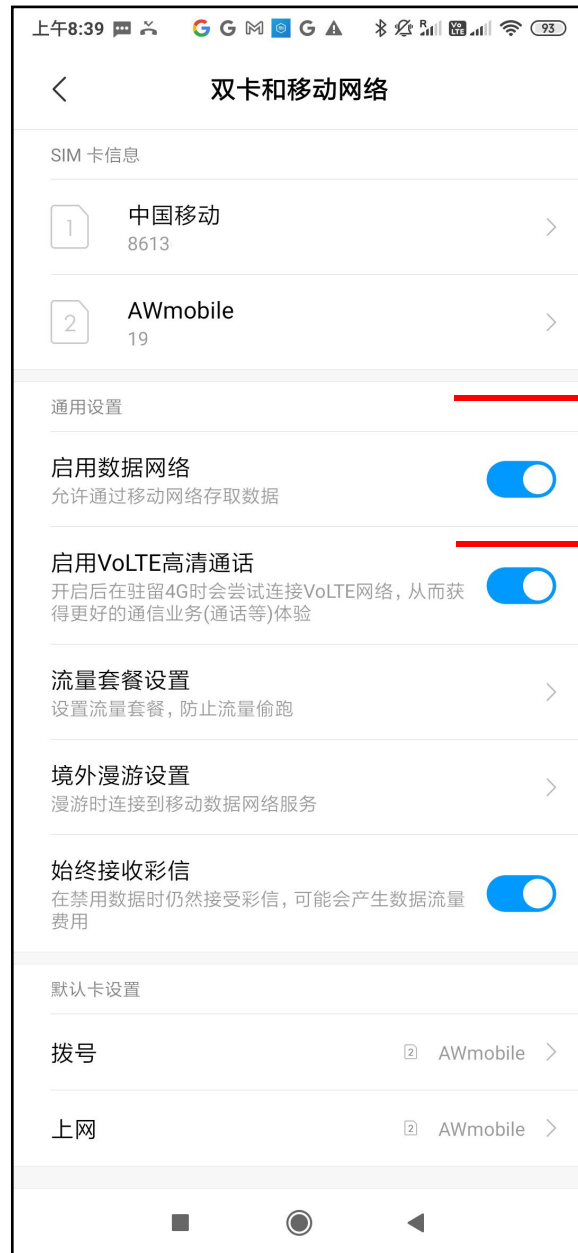 上午8:39 93
双卡和移动网络
SIM 卡信息
1 中国移动
8613
2 AWmobile
19
通用设置
启用数据网络
允许通过移动网络存取数据
启用VoLTE高清通话
开启后在驻留4G时会尝试连接VoLTE网络，从而获
得更好的通信业务(通话等)体验
流量套餐设置
设置流量套餐，防止流量偷跑
境外漫游设置
漫游时连接到移动数据网络服务
始终接收彩信
在禁用数据时仍然接受彩信，可能会产生数据流量
费用
默认卡设置
拨号 2 AWmobile
上网 2 AWmobile